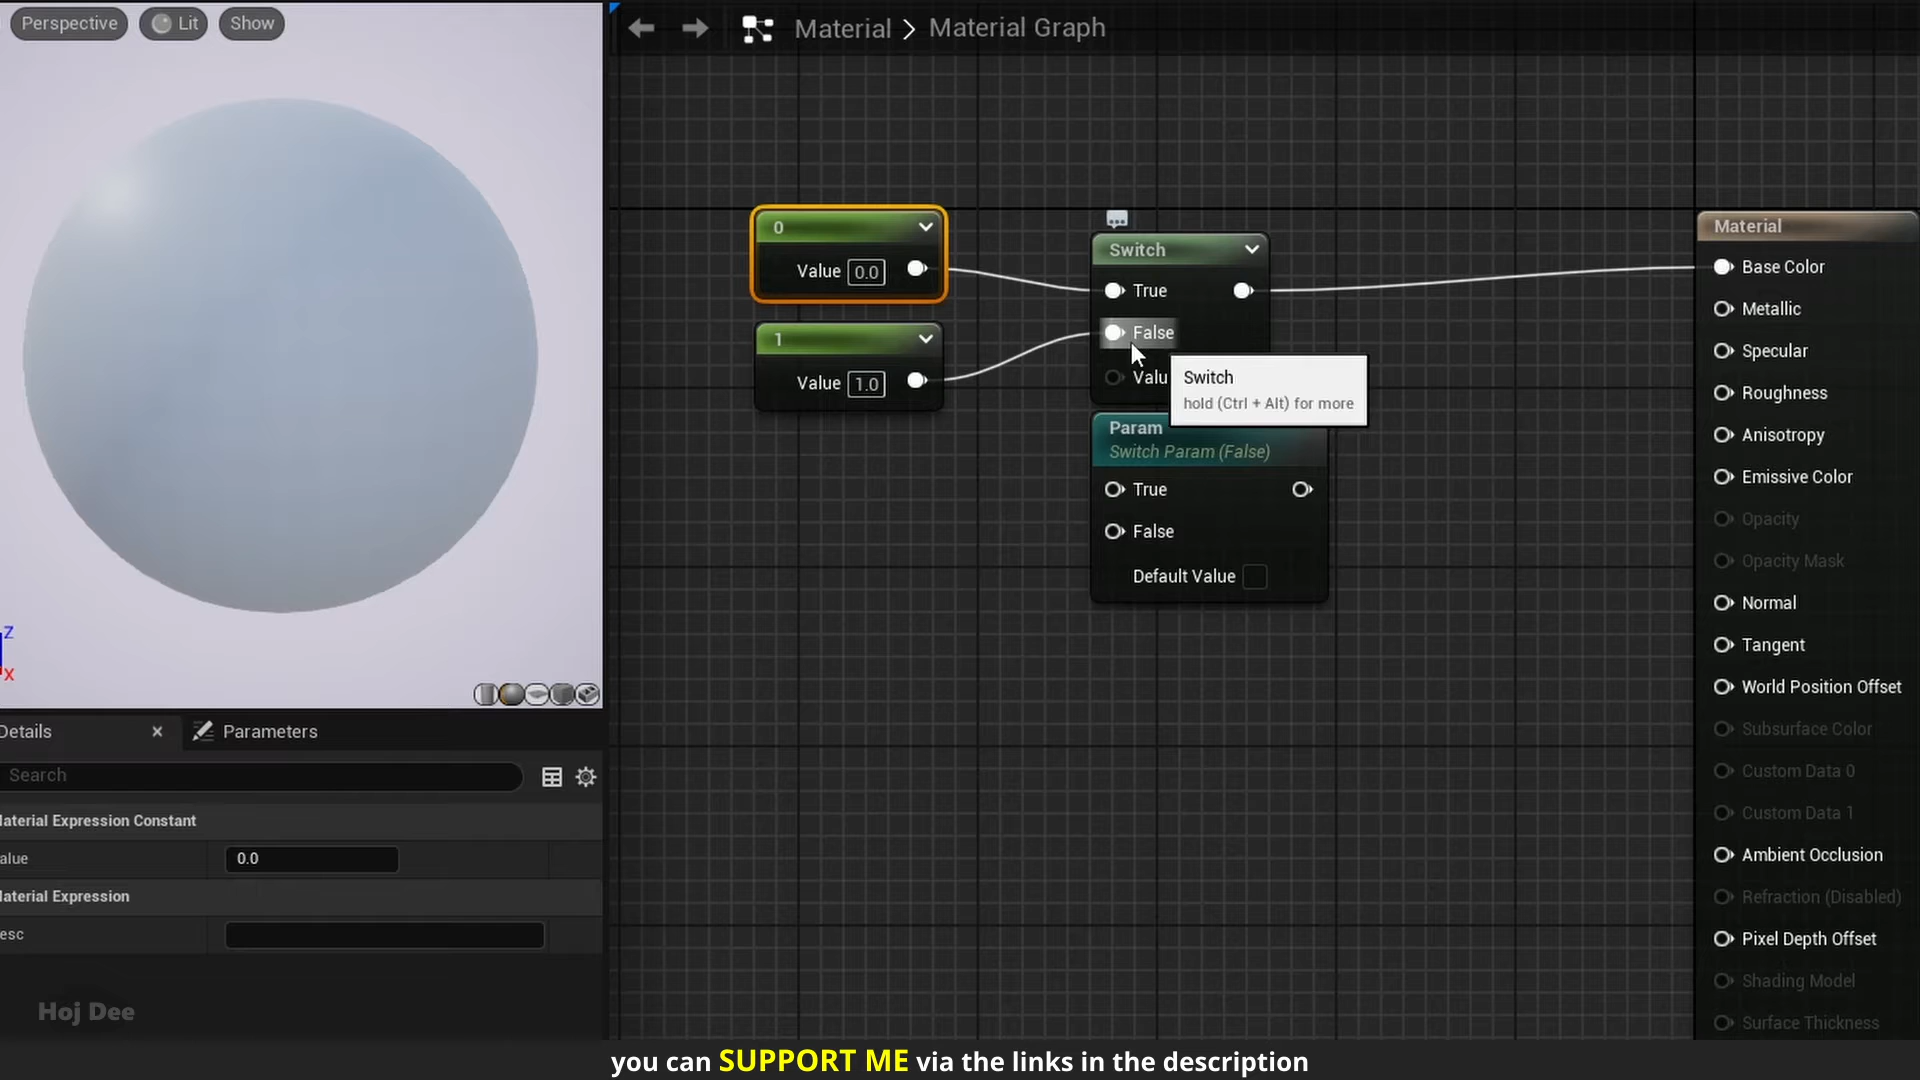 Perspective
Lit
Show
Material
Material Graph
0
Value 0.0
1
Value 1.0
Switch
True
False
Valu
Switch
hold (Ctrl + Alt) for more
Param
Switch Param (False)
True
False
Default Value
Material
Base Color
Metallic
Specular
Roughness
Anisotropy
Emissive Color
Opacity
Opacity Mask
Normal
Tangent
World Position Offset
Subsurface Color
Custom Data 0
Custom Data 1
Ambient Occlusion
Refraction (Disabled)
Pixel Depth Offset
Shading Model
Surface Thickness
Z
X
Details
Parameters
Search
laterial Expression Constant
alue
0.0
laterial Expression
esc
Hoj Dee
you can SUPPORT ME via the links in the description